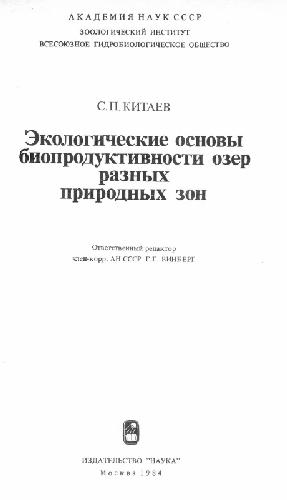 АКАДЕМИЯ НАУК СССР
ЗООЛОГИЧЕСКИЙ ИНСТИТУТ
ВСЕСОЮЗНОЕ ГИДРОБИОЛОГИЧЕСКОЕ ОБЩЕСТВО
С.П.КИТАЕВ
Экологические основы
биопродуктивности озер
разных
природных зон
Ответственный редактор
член-корр. АН СССР Г.Г. ВИНБЕРГ
ИЗДАТЕЛЬСТВО "НАУКА"
Москва 1984